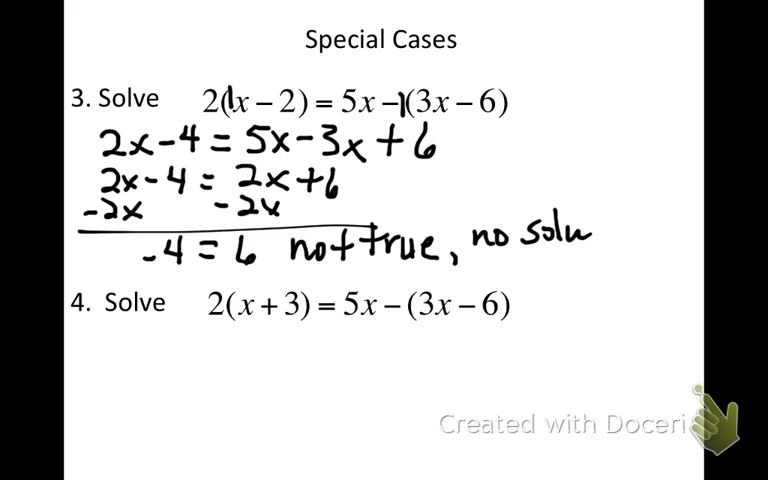 Special Cases
3. Solve 2(1x – 2) = 5x –1(3x – 6)
2x - 4 = 5x - 3x + 6
2x - 4 = 2x + 6
-2x -2x
-4 = 6 not true, no solu
4. Solve 2(x + 3) = 5x – (3x – 6)
Created with Doceri